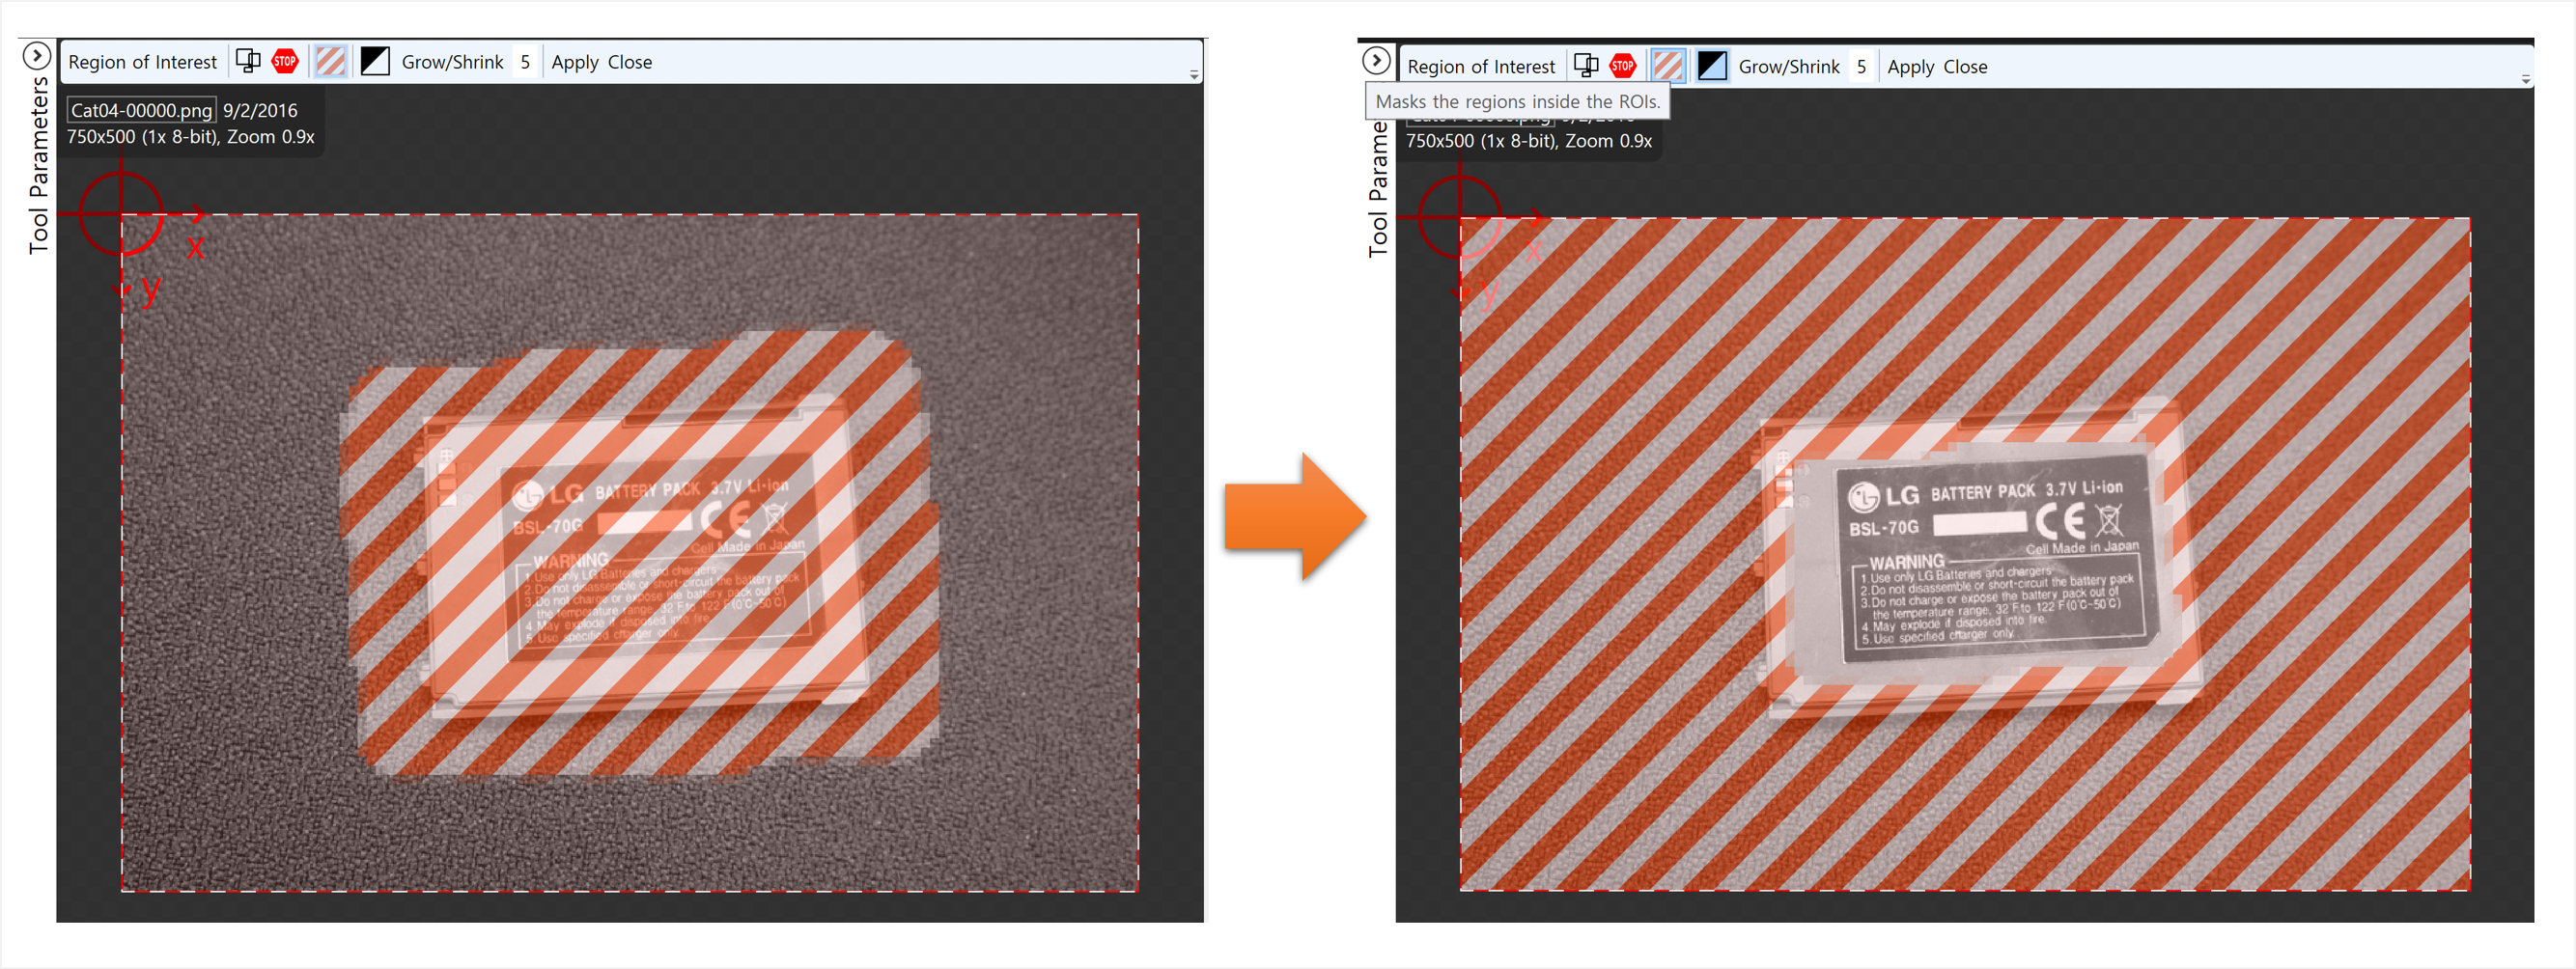 Region of Interest STOP Grow/Shrink 5 Apply Close
Tool Parameters
Cat04-00000.png 9/2/2016
750x500 (1x 8-bit), Zoom 0.9x
x
y
LG BATTERY PACK 3.7V Li-ion
BSL-70G CE
Cell Made in Japan
WARNING
1. Use only LG Batteries and chargers
2. Do not disassemble or short-circuit the battery pack
3. Do not charge or expose the battery pack out of
the temperature range, 32°F to 122°F (0°C~50°C)
4. May explode if disposed into fire.
5. Use specified charger only.
Region of Interest STOP Grow/Shrink 5 Apply Close
Masks the regions inside the ROIs.
Tool Parame
750x500 (1x 8-bit), Zoom 0.9x
x
y
LG BATTERY PACK 3.7V Li-ion
BSL-70G CE
Cell Made in Japan
WARNING
1. Use only LG Batteries and chargers
2. Do not disassemble or short-circuit the battery pack
3. Do not charge or expose the battery pack out of
the temperature range, 32°F to 122°F (0°C~50°C)
4. May explode if disposed into fire.
5. Use specified charger only.